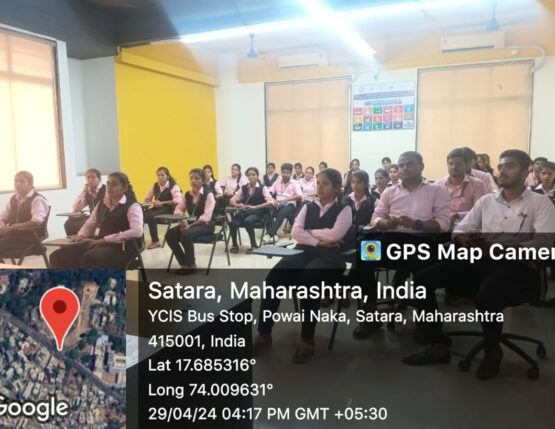 GPS Map Camer
Satara, Maharashtra, India
YCIS Bus Stop, Powai Naka, Satara, Maharashtra
415001, India
Lat 17.685316°
Long 74.009631°
29/04/24 04:17 PM GMT +05:30
Google